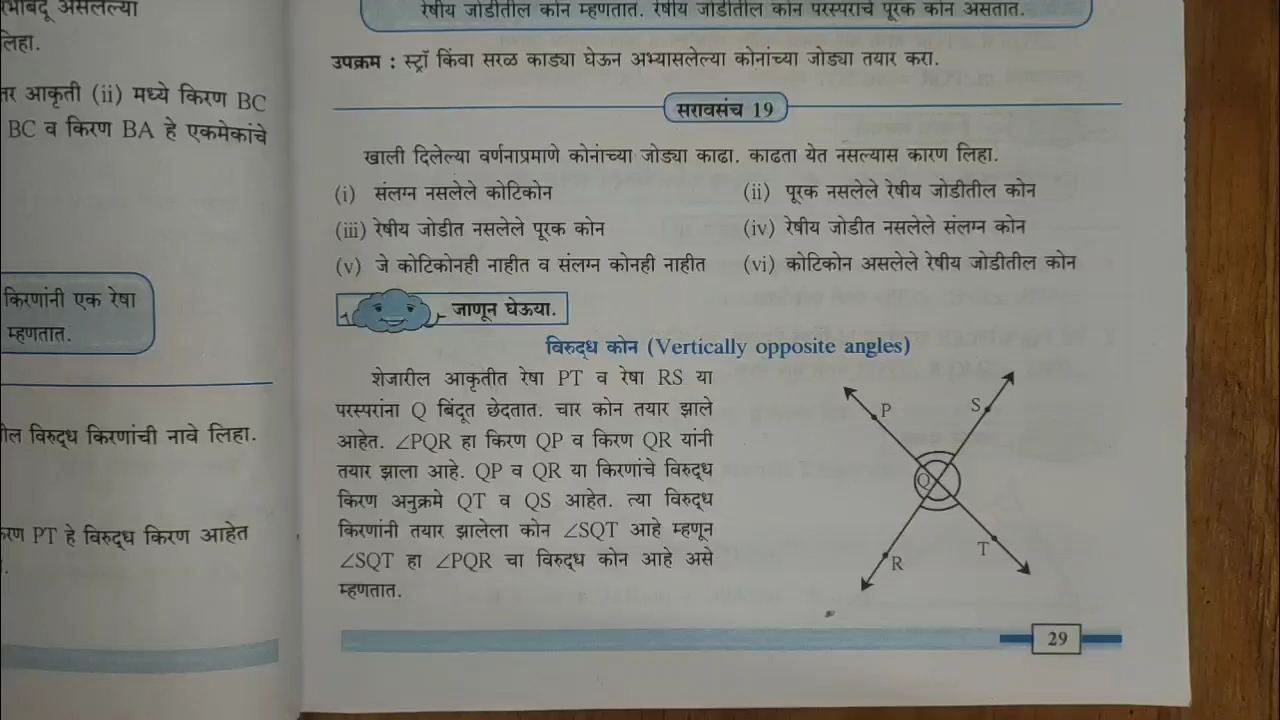 असलेल्या
लिहा.
आकृती (ii) मध्ये किरण BC
BC व किरण BA हे एकमेकांचे
किरणांनी एक रेषा
म्हणतात.
विरुद्ध किरणांची नावे लिहा.
PT हे विरुद्ध किरण आहेत
रेषीय जोडीतील कोन म्हणतात. रेषीय जोडीतील कोन परस्परांचे पूरक कोन असतात.
उपक्रम : स्ट्रॉ किंवा सरळ काड्या घेऊन अभ्यासलेल्या कोनांच्या जोड्या तयार करा.
सरावसंच 19
खाली दिलेल्या वर्णनाप्रमाणे कोनांच्या जोड्या काढा. काढता येत नसल्यास कारण लिहा.
(i) संलग्न नसलेले कोटिकोन (ii) पूरक नसलेले रेषीय जोडीतील कोन
(iii) रेषीय जोडीत नसलेले पूरक कोन (iv) रेषीय जोडीत नसलेले संलग्न कोन
(v) जे कोटिकोनही नाहीत व संलग्न कोनही नाहीत (vi) कोटिकोन असलेले रेषीय जोडीतील कोन
जाणून घेऊया.
विरुद्ध कोन (Vertically opposite angles)
शेजारील आकृतीत रेषा PT व रेषा RS या
परस्परांना Q बिंदूत छेदतात. चार कोन तयार झाले
आहेत. ∠PQR हा किरण QP व किरण QR यांनी
तयार झाला आहे. QP व QR या किरणांचे विरुद्ध
किरण अनुक्रमे QT व QS आहेत. त्या विरुद्ध
किरणांनी तयार झालेला कोन ∠SQT आहे म्हणून
∠SQT हा ∠PQR चा विरुद्ध कोन आहे असे
म्हणतात.
P
S
Q
T
R
29